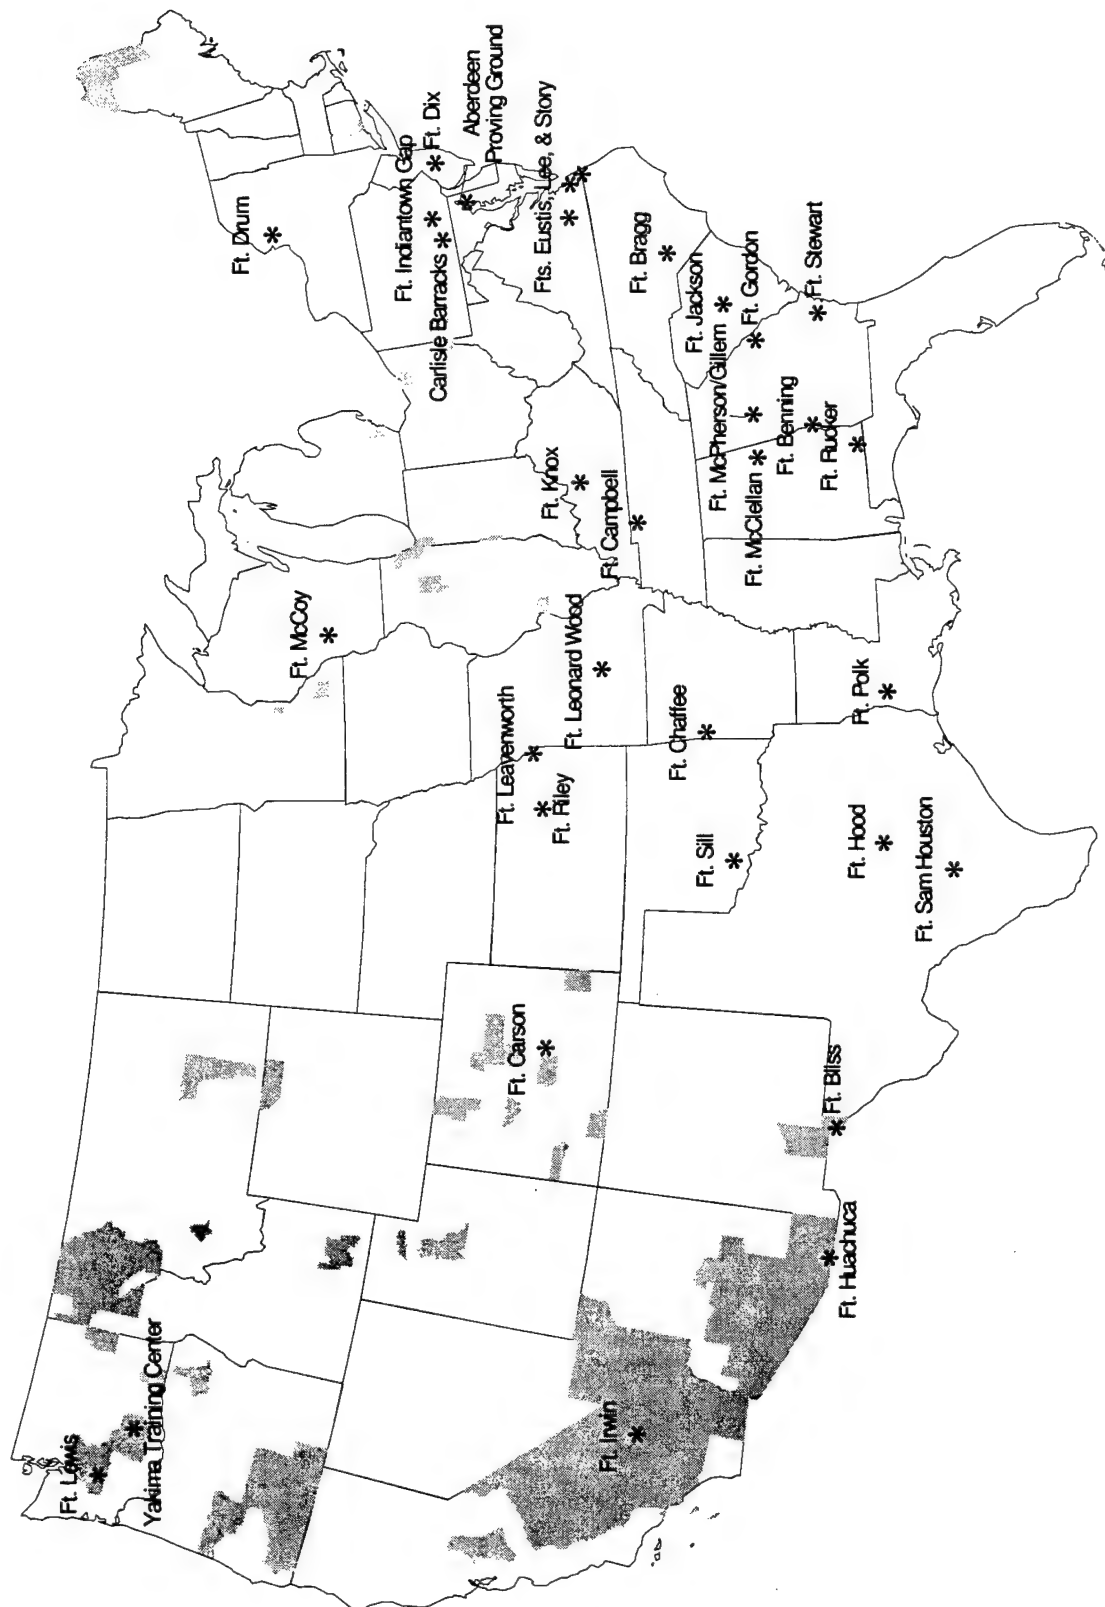 Ft. Lewis
Yakima Training Center
Ft. Irwin
Ft. Huachuca
Ft. Bliss
Ft. Carson
Ft. Riley
Ft. Leavenworth
Ft. Sill
Ft. Hood
Ft. Sam Houston
Ft. Chaffee
Ft. Polk
Ft. Leonard Wood
Ft. McCoy
Ft. Knox
Ft. Campbell
Ft. McClellan
Ft. McPherson/Gillem
Ft. Benning
Ft. Rucker
Ft. Jackson
Ft. Gordon
Ft. Stewart
Ft. Bragg
Fts. Eustis, Lee, & Story
Aberdeen
Proving Ground
Carlisle Barracks
Ft. Indiantown Gap
Ft. Dix
Ft. Drum